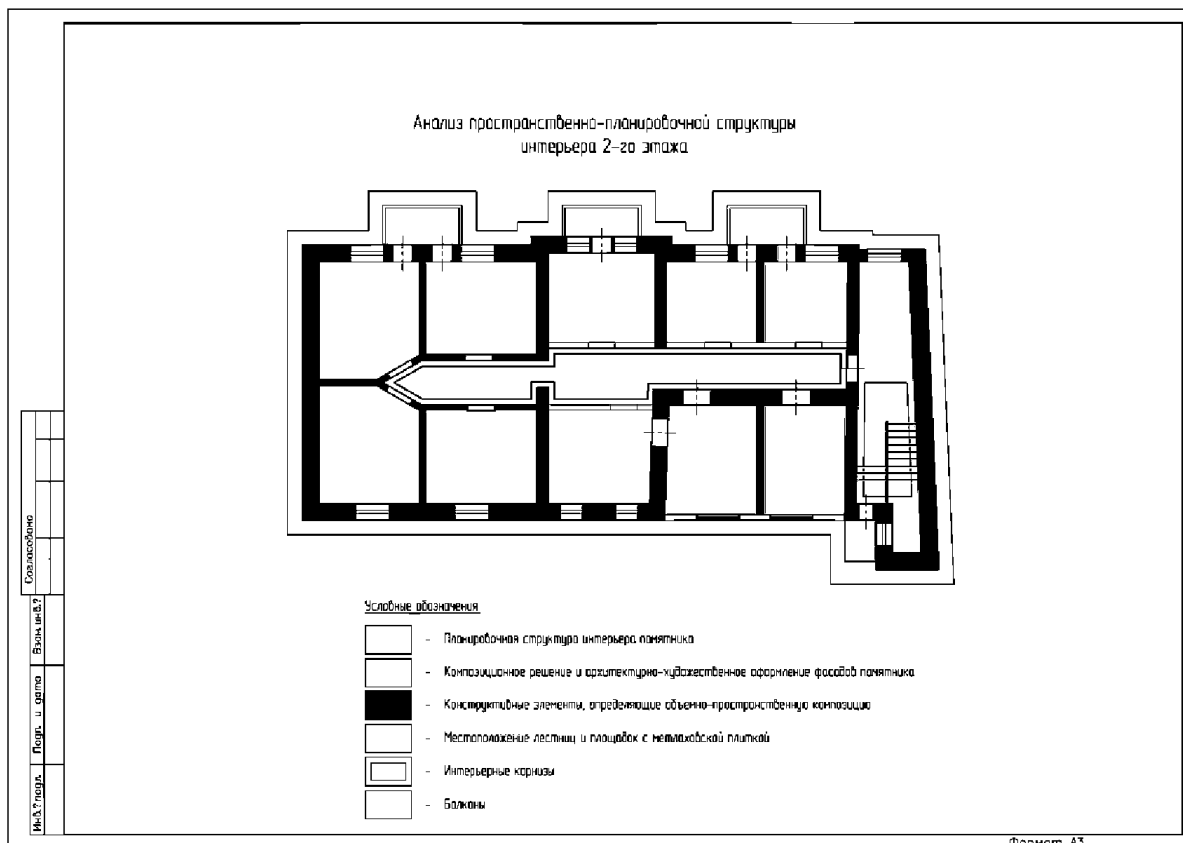 Анализ пространственно-планировочной структуры
интерьера 2-го этажа
Условные обозначения
- Планировочная структура интерьера памятника
- Композиционное решение и архитектурно-художественное оформление фасадов памятника
- Конструктивные элементы, определяющие объемно-пространственную композицию
- Местоположение лестниц и площадок с метлахской плиткой
- Интерьерные карнизы
- Балконы
Согласовано
Взам. инв.?
Подп. и дата
Инв.?подл.
Формат А3